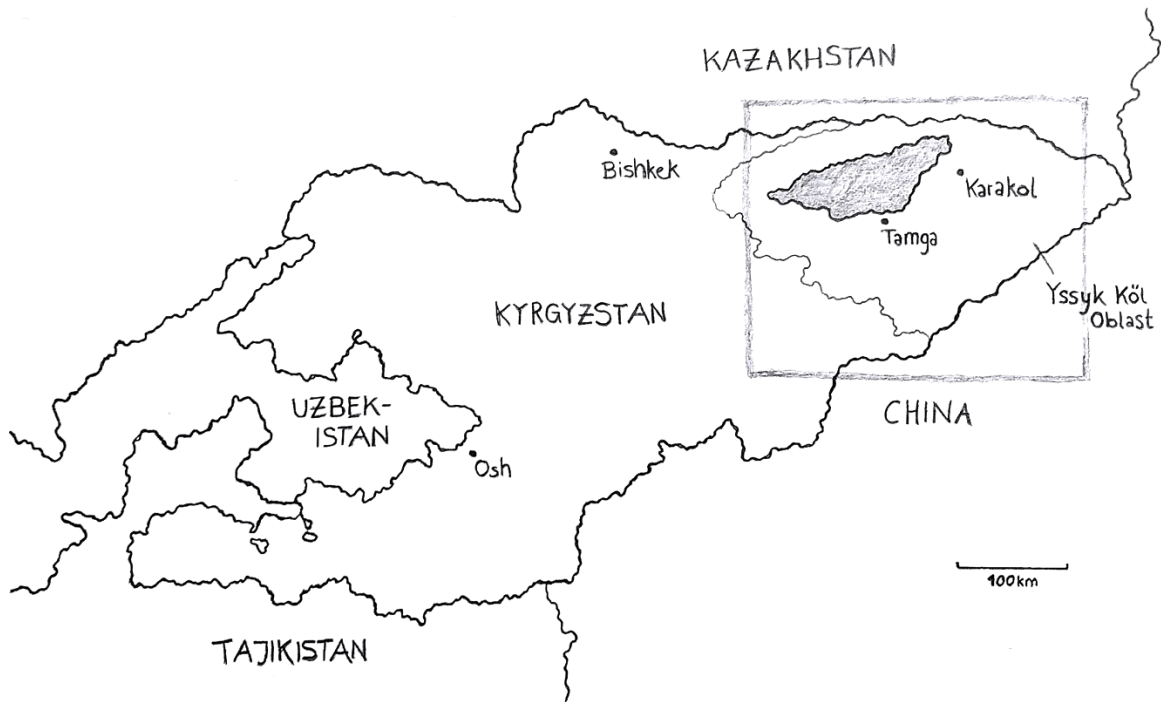 KAZAKHSTAN
Bishkek
Karakol
Tamga
KYRGYZSTAN
Yssyk Köl
Oblast
UZBEK-
ISTAN
CHINA
Osh
100km
TAJIKISTAN